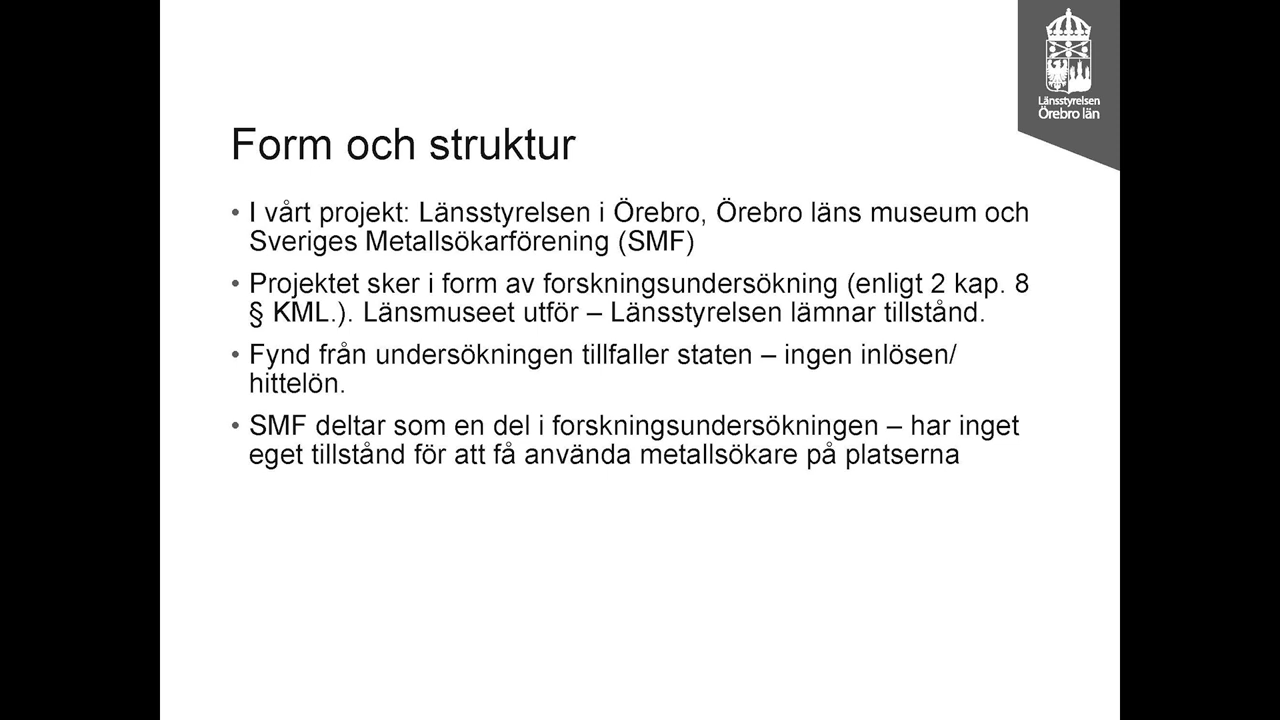 Länsstyrelsen
Örebro län
Form och struktur
• I vårt projekt: Länsstyrelsen i Örebro, Örebro läns museum och
Sveriges Metallsökarförening (SMF)
• Projektet sker i form av forskningsundersökning (enligt 2 kap. 8
§ KML.). Länsmuseet utför – Länsstyrelsen lämnar tillstånd.
• Fynd från undersökningen tillfaller staten – ingen inlösen/
hittelön.
• SMF deltar som en del i forskningsundersökningen – har inget
eget tillstånd för att få använda metallsökare på platserna